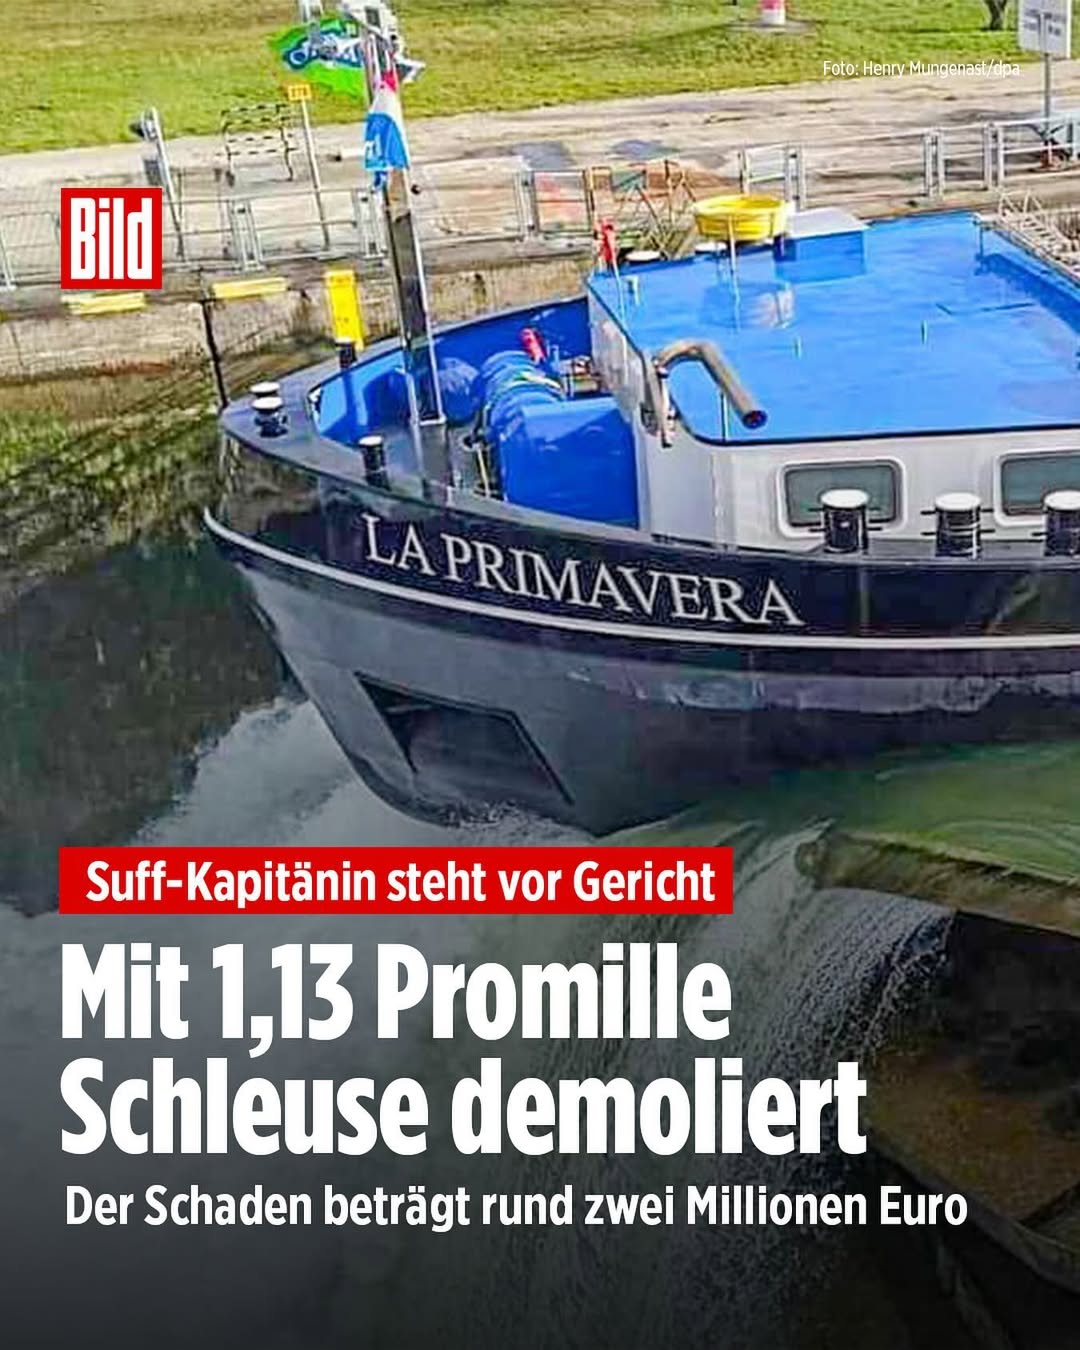 Foto: Henry Mungenast/dpa
Bild
LA PRIMAVERA
Suff-Kapitänin steht vor Gericht
Mit 1,13 Promille
Schleuse demoliert
Der Schaden beträgt rund zwei Millionen Euro